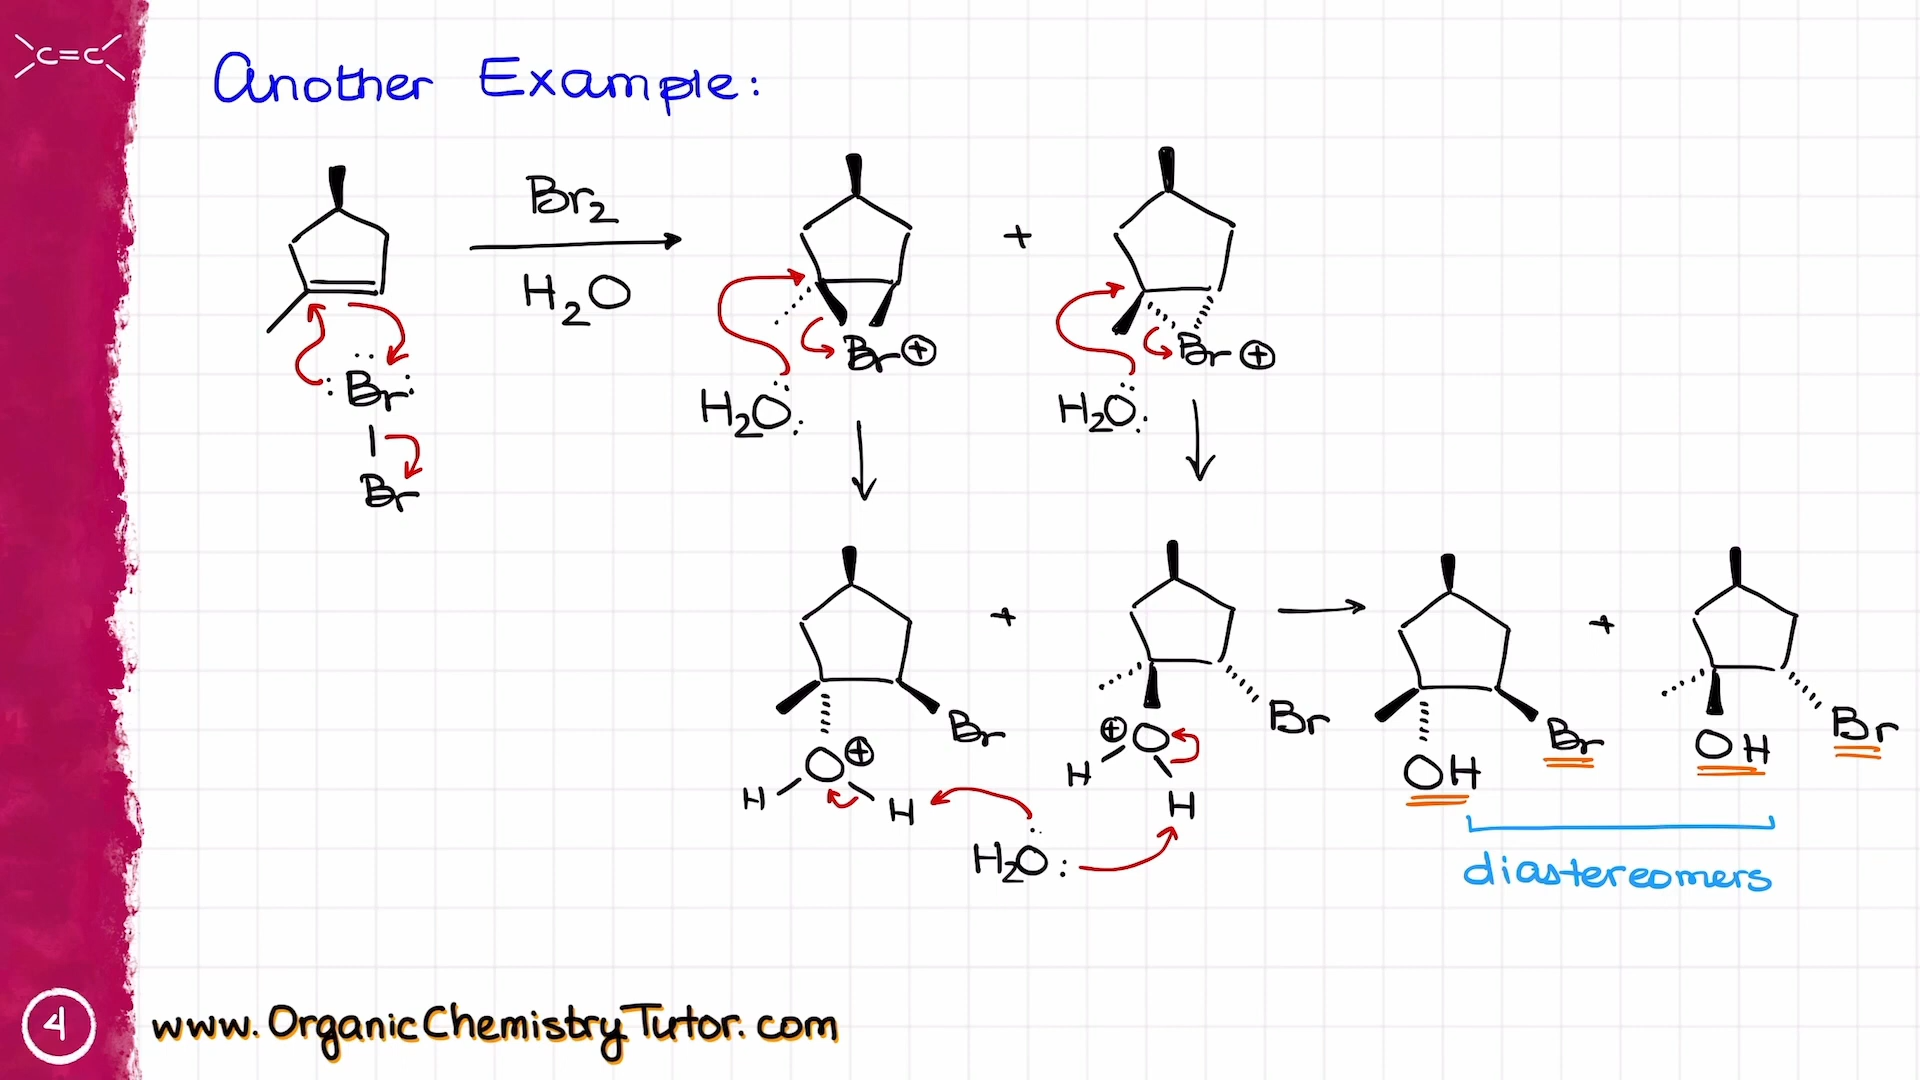 C=C
Another Example:
Br2
H2O
+
:Br:
Br
Br ⊕
H2O:
Br ⊕
H2O:
+
Br
O ⊕
H
H
⊕ O
H
H
Br
H2O:
+
Br
OH
OH
Br
diastereomers
4
www.OrganicChemistryTutor.com